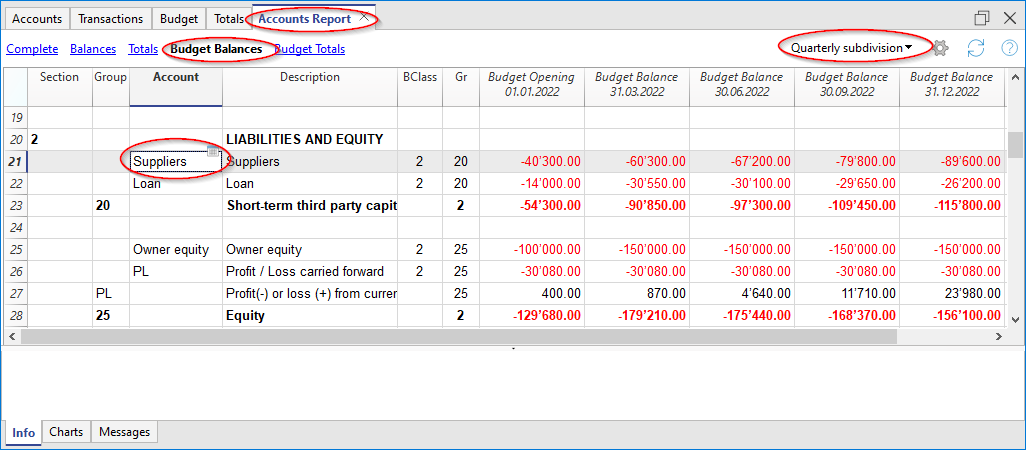 Accounts Transactions Budget Totals Accounts Report
Complete Balances Totals Budget Balances Budget Totals Quarterly subdivision
Section Group Account Description BClass Gr Budget Opening 01.01.2022 Budget Balance 31.03.2022 Budget Balance 30.06.2022 Budget Balance 30.09.2022 Budget Balance 31.12.2022
19
20 2 LIABILITIES AND EQUITY
21 Suppliers Suppliers 2 20 -40’300.00 -60’300.00 -67’200.00 -79’800.00 -89’600.00
22 Loan Loan 2 20 -14’000.00 -30’550.00 -30’100.00 -29’650.00 -26’200.00
23 20 Short-term third party capit 2 -54’300.00 -90’850.00 -97’300.00 -109’450.00 -115’800.00
24
25 Owner equity Owner equity 2 25 -100’000.00 -150’000.00 -150’000.00 -150’000.00 -150’000.00
26 PL Profit / Loss carried forward 2 25 -30’080.00 -30’080.00 -30’080.00 -30’080.00 -30’080.00
27 PL Profit(-) or loss (+) from curren 25 400.00 870.00 4’640.00 11’710.00 23’980.00
28 25 Equity 2 -129’680.00 -179’210.00 -175’440.00 -168’370.00 -156’100.00
Info Charts Messages